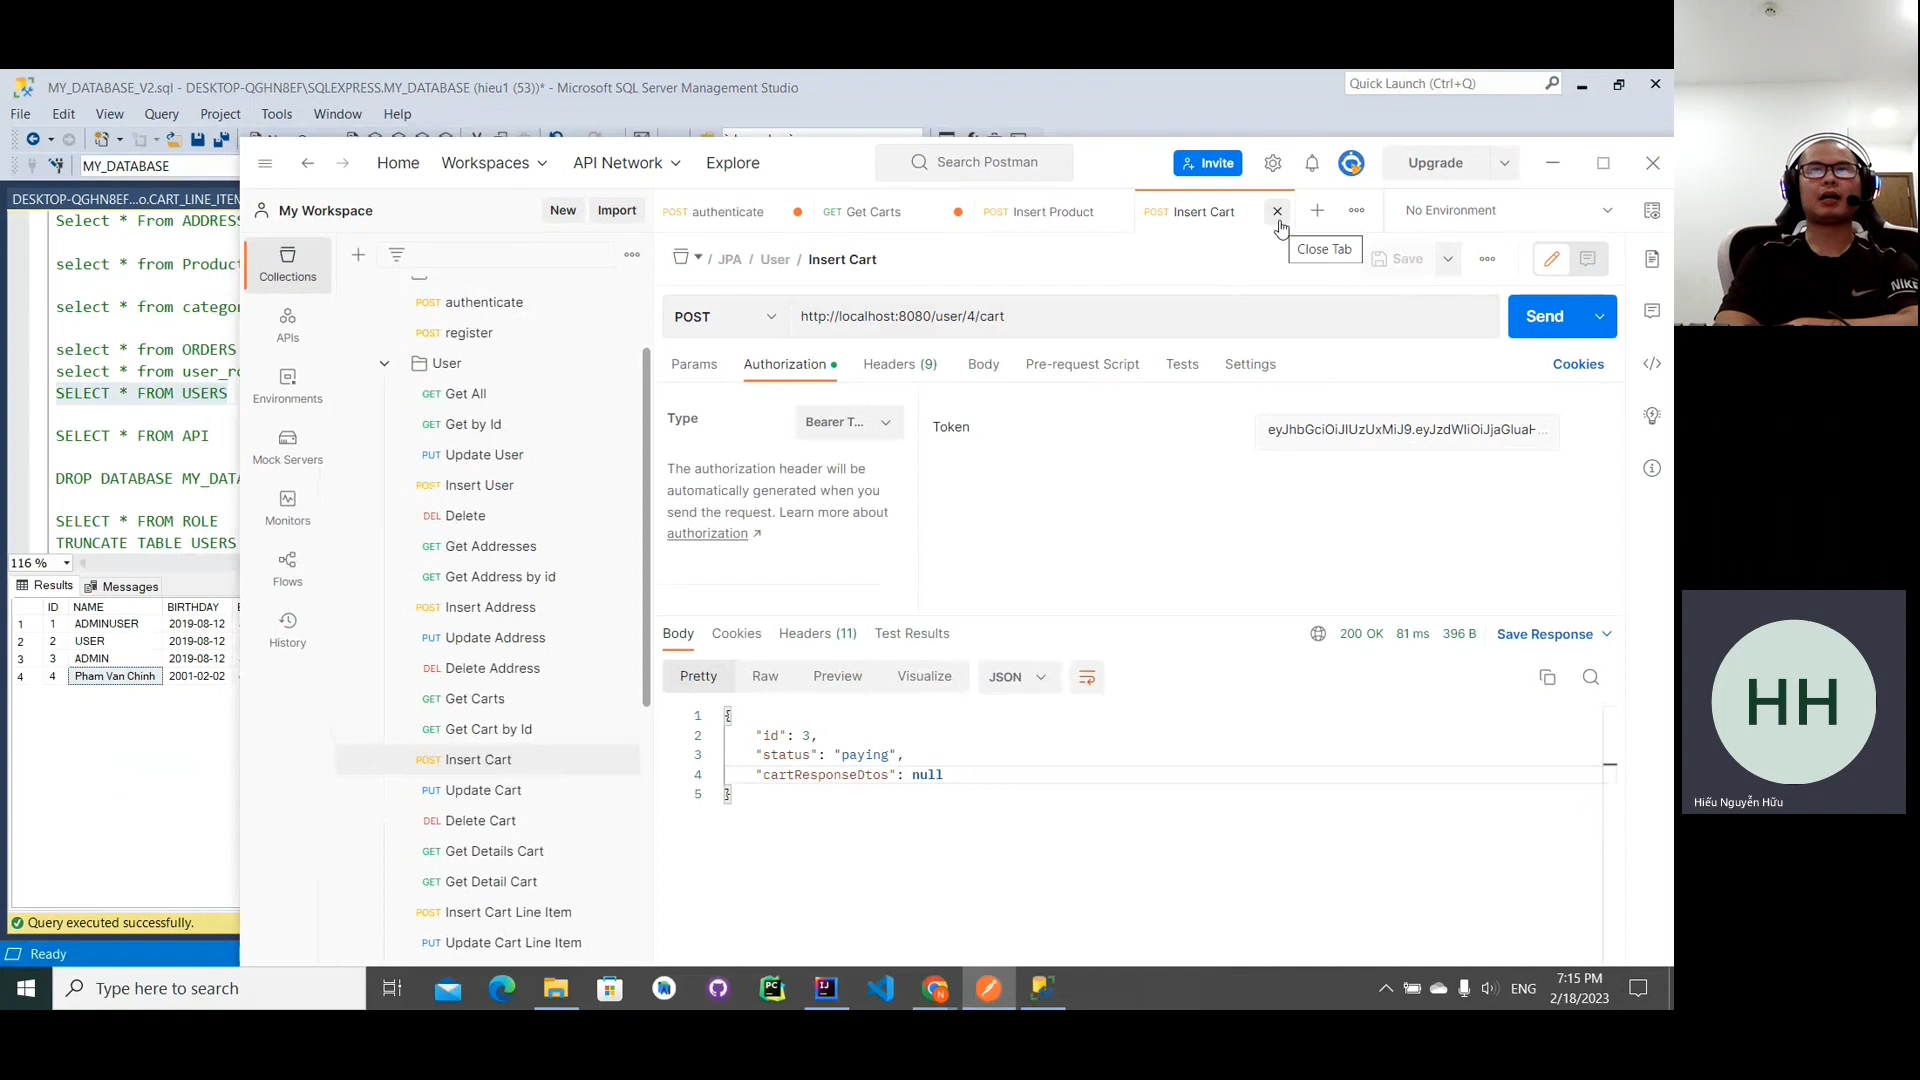 MY_DATABASE_V2.sql - DESKTOP-QGHN8EF\SQLEXPRESS.MY_DATABASE (hieu1 (53))* - Microsoft SQL Server Management Studio
Quick Launch (Ctrl+Q)
File Edit View Query Project Tools Window Help
MY_DATABASE
DESKTOP-QGHN8EF...o.CART_LINE_ITEM
Select * From ADDRESS
select * from Product
select * from categor
select * from ORDERS
select * from user_ro
SELECT * FROM USERS
SELECT * FROM API
DROP DATABASE MY_DATA
SELECT * FROM ROLE
TRUNCATE TABLE USERS
116 %
Results Messages
ID NAME BIRTHDAY
1 1 ADMINUSER 2019-08-12
2 2 USER 2019-08-12
3 3 ADMIN 2019-08-12
4 4 Pham Van Chinh 2001-02-02
Query executed successfully.
Ready
Home Workspaces API Network Explore
Search Postman
Invite
Upgrade
My Workspace
New Import
POST authenticate
GET Get Carts
POST Insert Product
POST Insert Cart
No Environment
Close Tab
Collections
APIs
Environments
Mock Servers
Monitors
Flows
History
POST authenticate
POST register
User
GET Get All
GET Get by Id
PUT Update User
POST Insert User
DEL Delete
GET Get Addresses
GET Get Address by id
POST Insert Address
PUT Update Address
DEL Delete Address
GET Get Carts
GET Get Cart by Id
POST Insert Cart
PUT Update Cart
DEL Delete Cart
GET Get Details Cart
GET Get Detail Cart
POST Insert Cart Line Item
PUT Update Cart Line Item
/ JPA / User / Insert Cart
Save
POST http://localhost:8080/user/4/cart
Send
Params Authorization Headers (9) Body Pre-request Script Tests Settings Cookies
Type Bearer T...
The authorization header will be
automatically generated when you
send the request. Learn more about
authorization ↗
Token
eyJhbGciOiJIUzUxMiJ9.eyJzdWIiOiJjaGluaH...
Body Cookies Headers (11) Test Results
200 OK 81 ms 396 B Save Response
Pretty Raw Preview Visualize JSON
1 {
2 "id": 3,
3 "status": "paying",
4 "cartResponseDtos": null
5 }
Type here to search
ENG
7:15 PM
2/18/2023
NIKE
HH
Hiếu Nguyễn Hữu